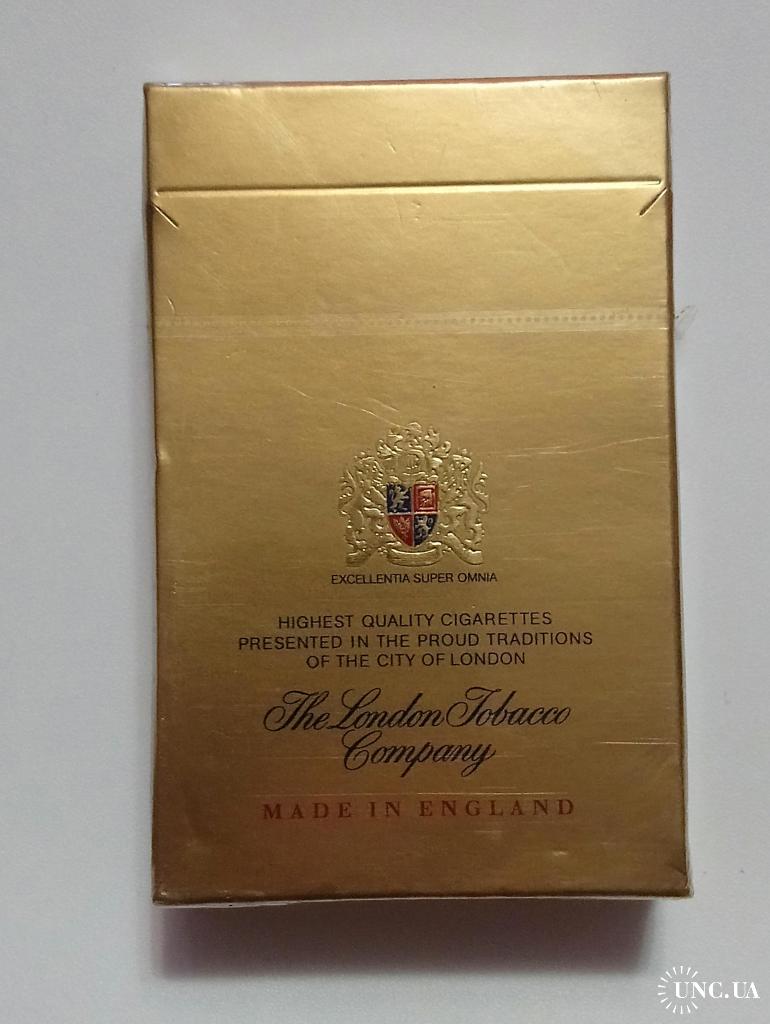 EXCELLENTIA SUPER OMNIA
HIGHEST QUALITY CIGARETTES
PRESENTED IN THE PROUD TRADITIONS
OF THE CITY OF LONDON
The London Tobacco
Company
MADE IN ENGLAND
UNC.UA